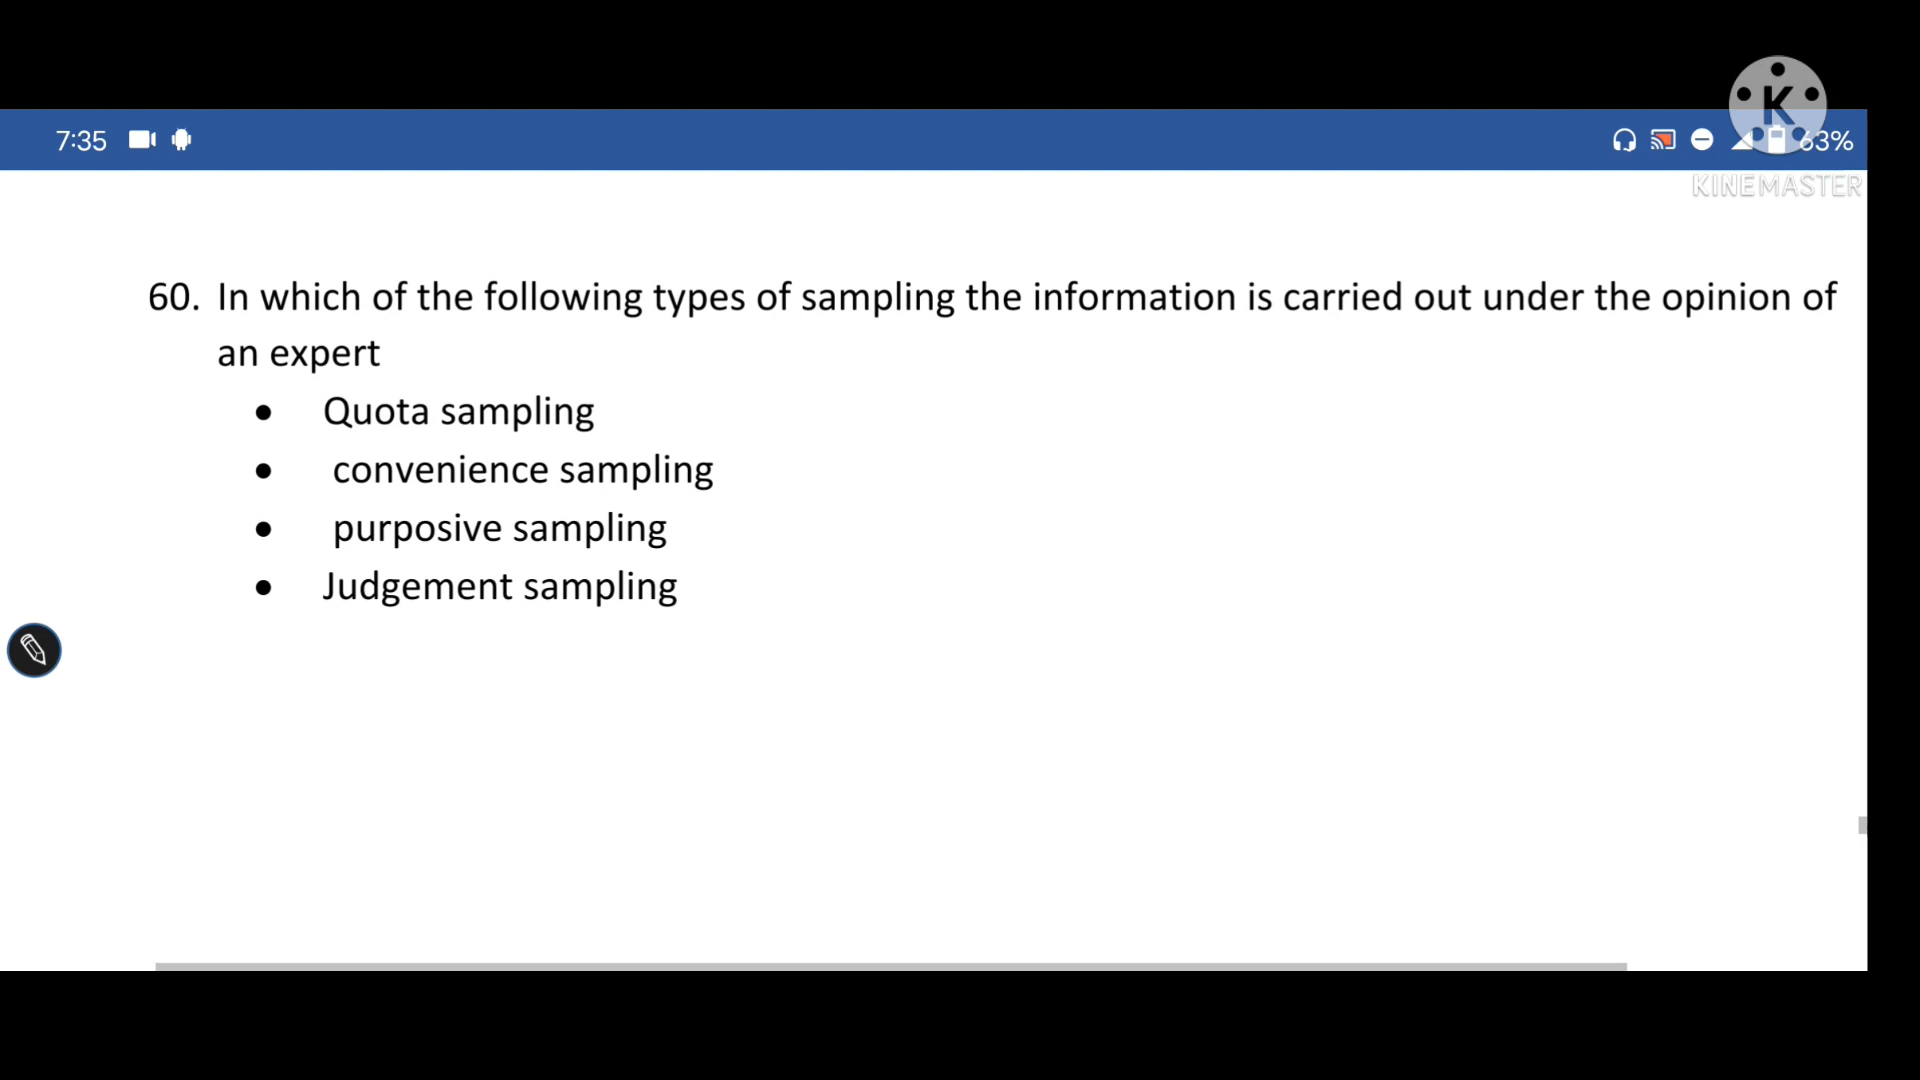 7:35
63%
K
KINEMASTER
60. In which of the following types of sampling the information is carried out under the opinion of
an expert
• Quota sampling
• convenience sampling
• purposive sampling
• Judgement sampling